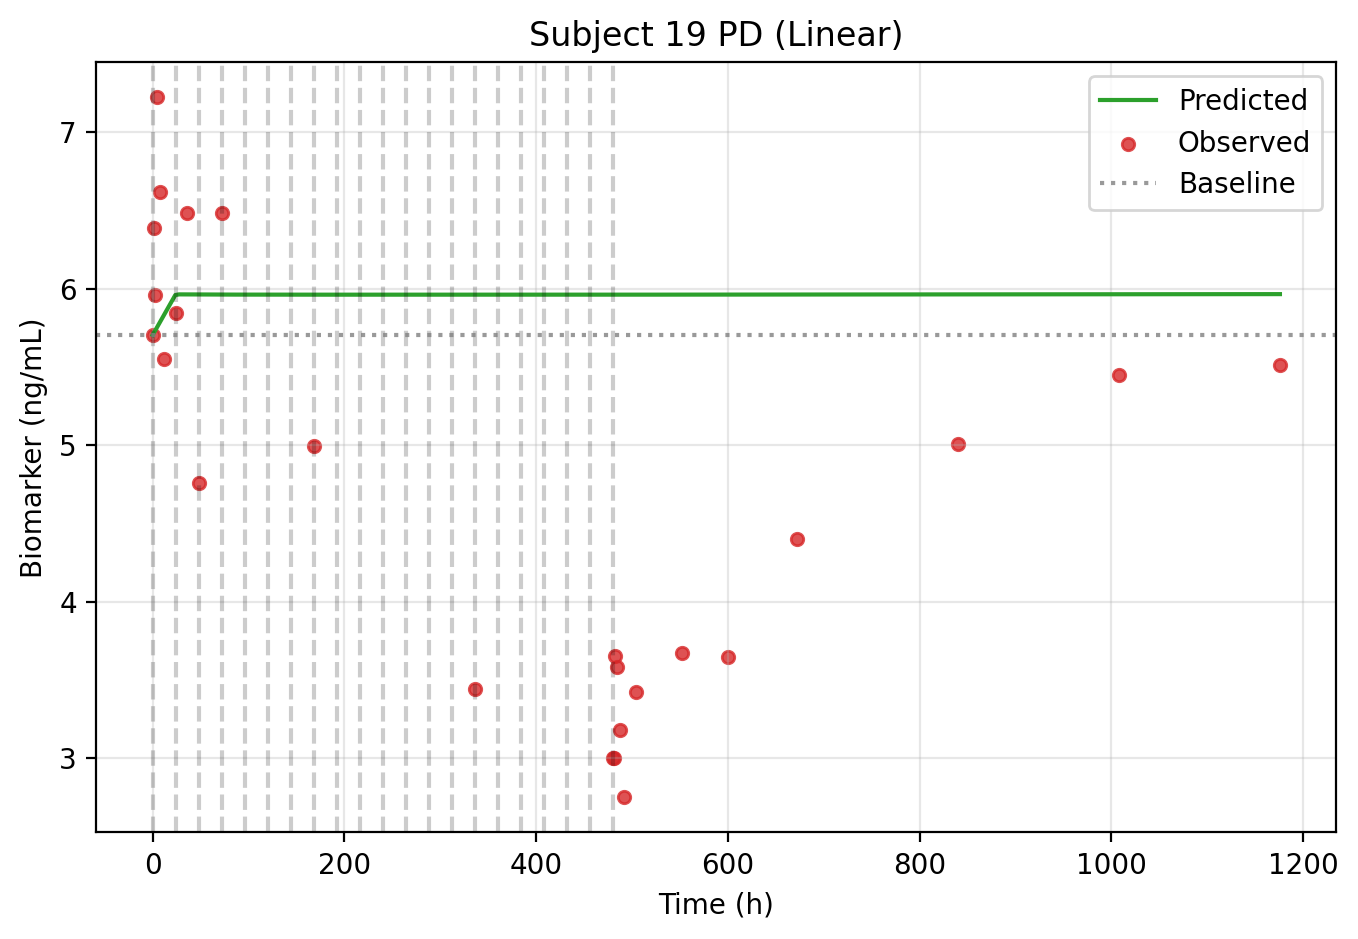 Subject 19 PD (Linear)
Predicted
Observed
Baseline
7
6
5
4
3
Biomarker (ng/mL)
0 200 400 600 800 1000 1200
Time (h)